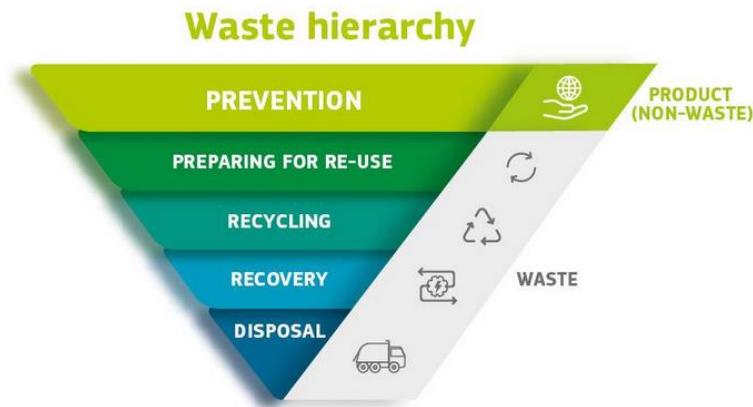 Waste hierarchy
PREVENTION
PRODUCT
(NON-WASTE)
PREPARING FOR RE-USE
RECYCLING
RECOVERY
WASTE
DISPOSAL